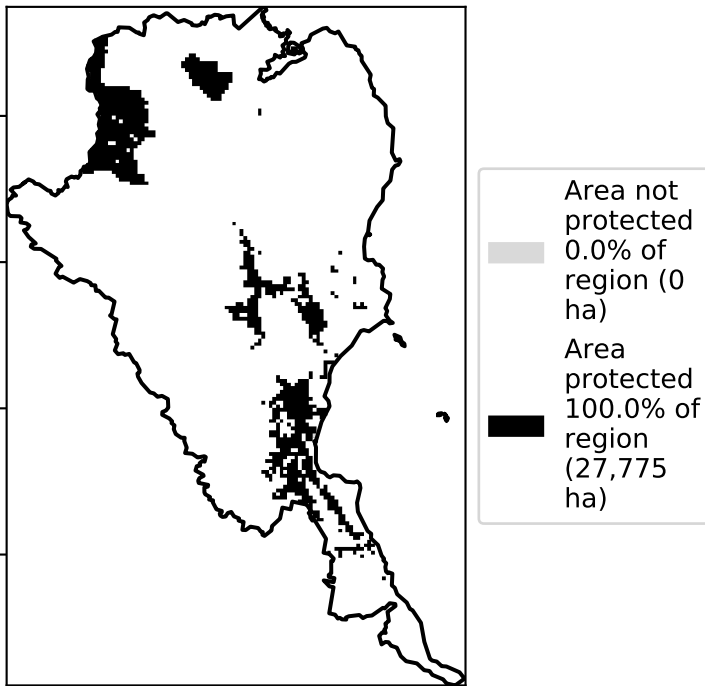 Area not
protected
0.0% of
region (0
ha)
Area
protected
100.0% of
region
(27,775
ha)